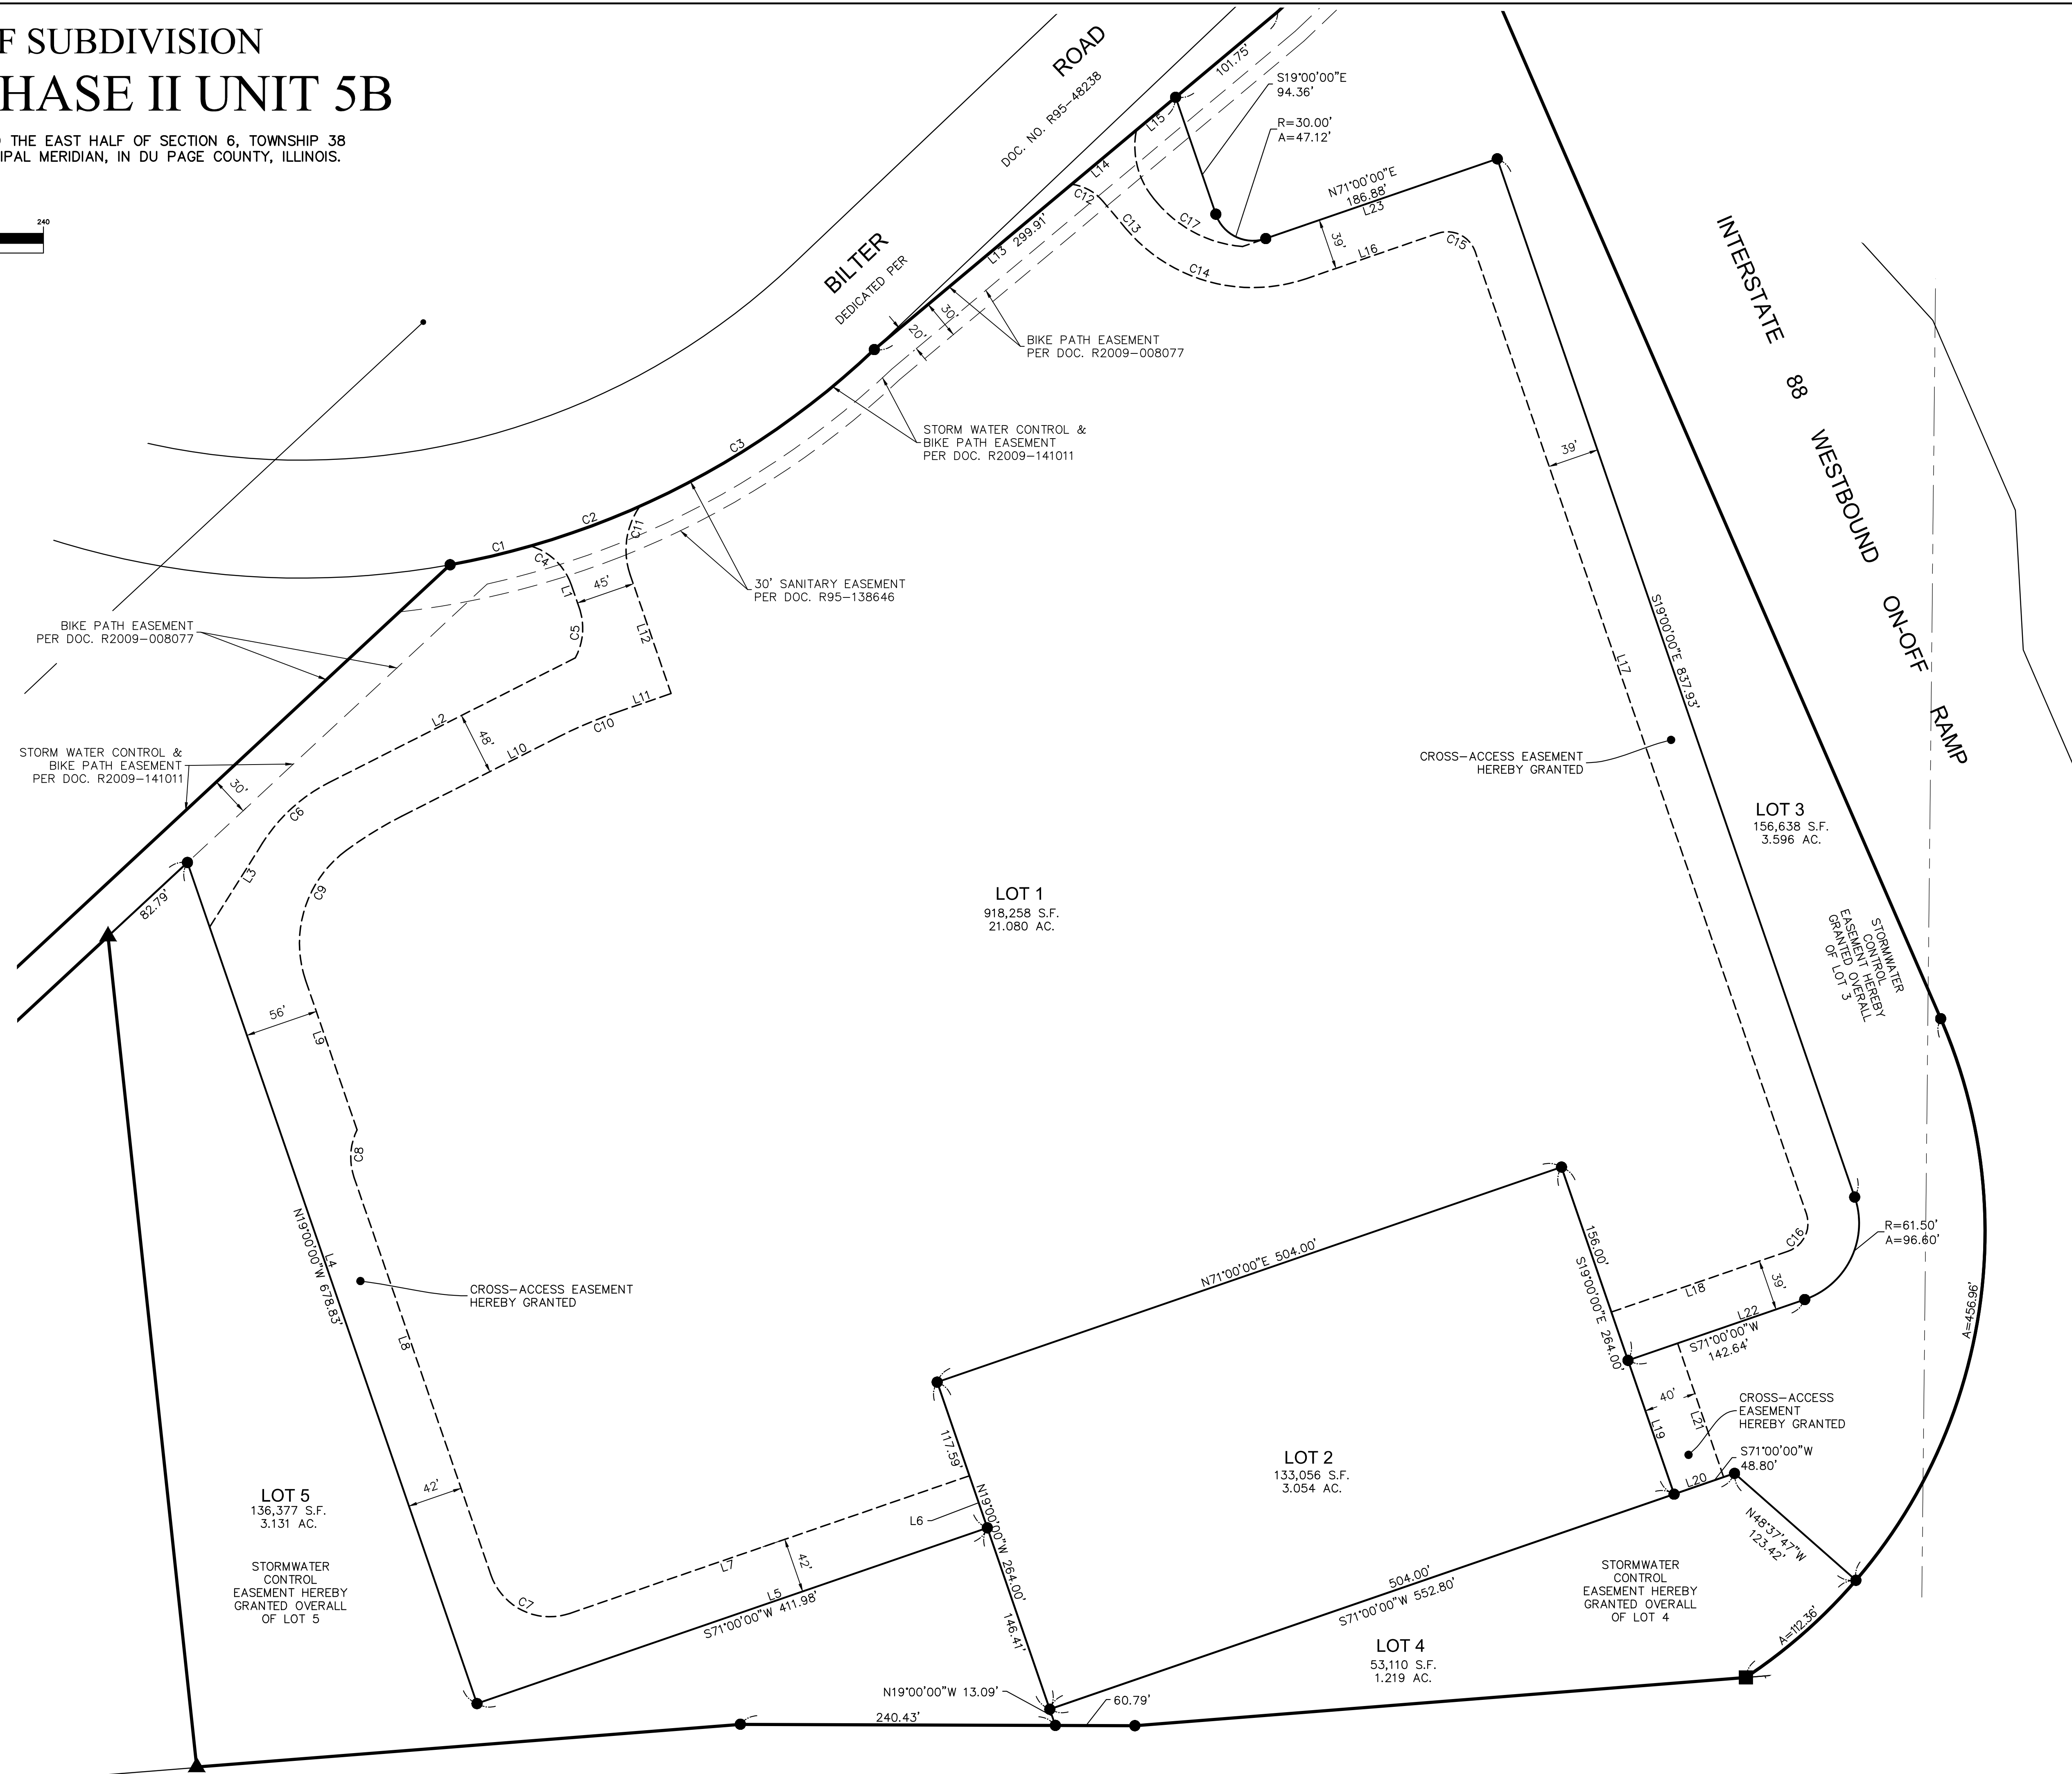 F SUBDIVISION
HASE II UNIT 5B
THE EAST HALF OF SECTION 6, TOWNSHIP 38
IPAL MERIDIAN, IN DU PAGE COUNTY, ILLINOIS.
240
BILTER ROAD
DEDICATED PER DOC. NO. R95-48238
101.75'
S19°00'00"E
94.36'
R=30.00'
A=47.12'
L15
L14
C12
C13
C17
C14
N71°00'00"E
186.88'
L23
39'
L16
C15
L13
299.91'
30'
20'
BIKE PATH EASEMENT
PER DOC. R2009-008077
STORM WATER CONTROL &
BIKE PATH EASEMENT
PER DOC. R2009-141011
C3
C2
C1
C11
C4
L1
45'
C5
L12
30' SANITARY EASEMENT
PER DOC. R95-138646
BIKE PATH EASEMENT
PER DOC. R2009-008077
L2
48'
L10
C10
L11
STORM WATER CONTROL &
BIKE PATH EASEMENT
PER DOC. R2009-141011
30'
C6
L3
C9
82.79'
56'
L9
C8
INTERSTATE 88 WESTBOUND ON-OFF RAMP
39'
S19°00'00"E 837.93'
L17
CROSS-ACCESS EASEMENT
HEREBY GRANTED
LOT 3
156,638 S.F.
3.596 AC.
STORMWATER
CONTROL
EASEMENT HEREBY
GRANTED OVERALL
OF LOT 3
LOT 1
918,258 S.F.
21.080 AC.
N19°00'00"W 678.83'
L4
CROSS-ACCESS EASEMENT
HEREBY GRANTED
L8
42'
C7
L7
42'
L5
S71°00'00"W 411.98'
L6
117.59'
N19°00'00"W 264.00'
146.41'
N71°00'00"E 504.00'
156.00'
S19°00'00"E 264.00'
C16
R=61.50'
A=96.60'
39'
L18
L22
S71°00'00"W
142.64'
A=456.96'
40'
L19
L21
CROSS-ACCESS
EASEMENT
HEREBY GRANTED
S71°00'00"W
48.80'
L20
N48°37'47"W
123.42'
LOT 2
133,056 S.F.
3.054 AC.
504.00'
S71°00'00"W 552.80'
LOT 5
136,377 S.F.
3.131 AC.
STORMWATER
CONTROL
EASEMENT HEREBY
GRANTED OVERALL
OF LOT 5
STORMWATER
CONTROL
EASEMENT HEREBY
GRANTED OVERALL
OF LOT 4
LOT 4
53,110 S.F.
1.219 AC.
A=112.36'
N19°00'00"W 13.09'
60.79'
240.43'